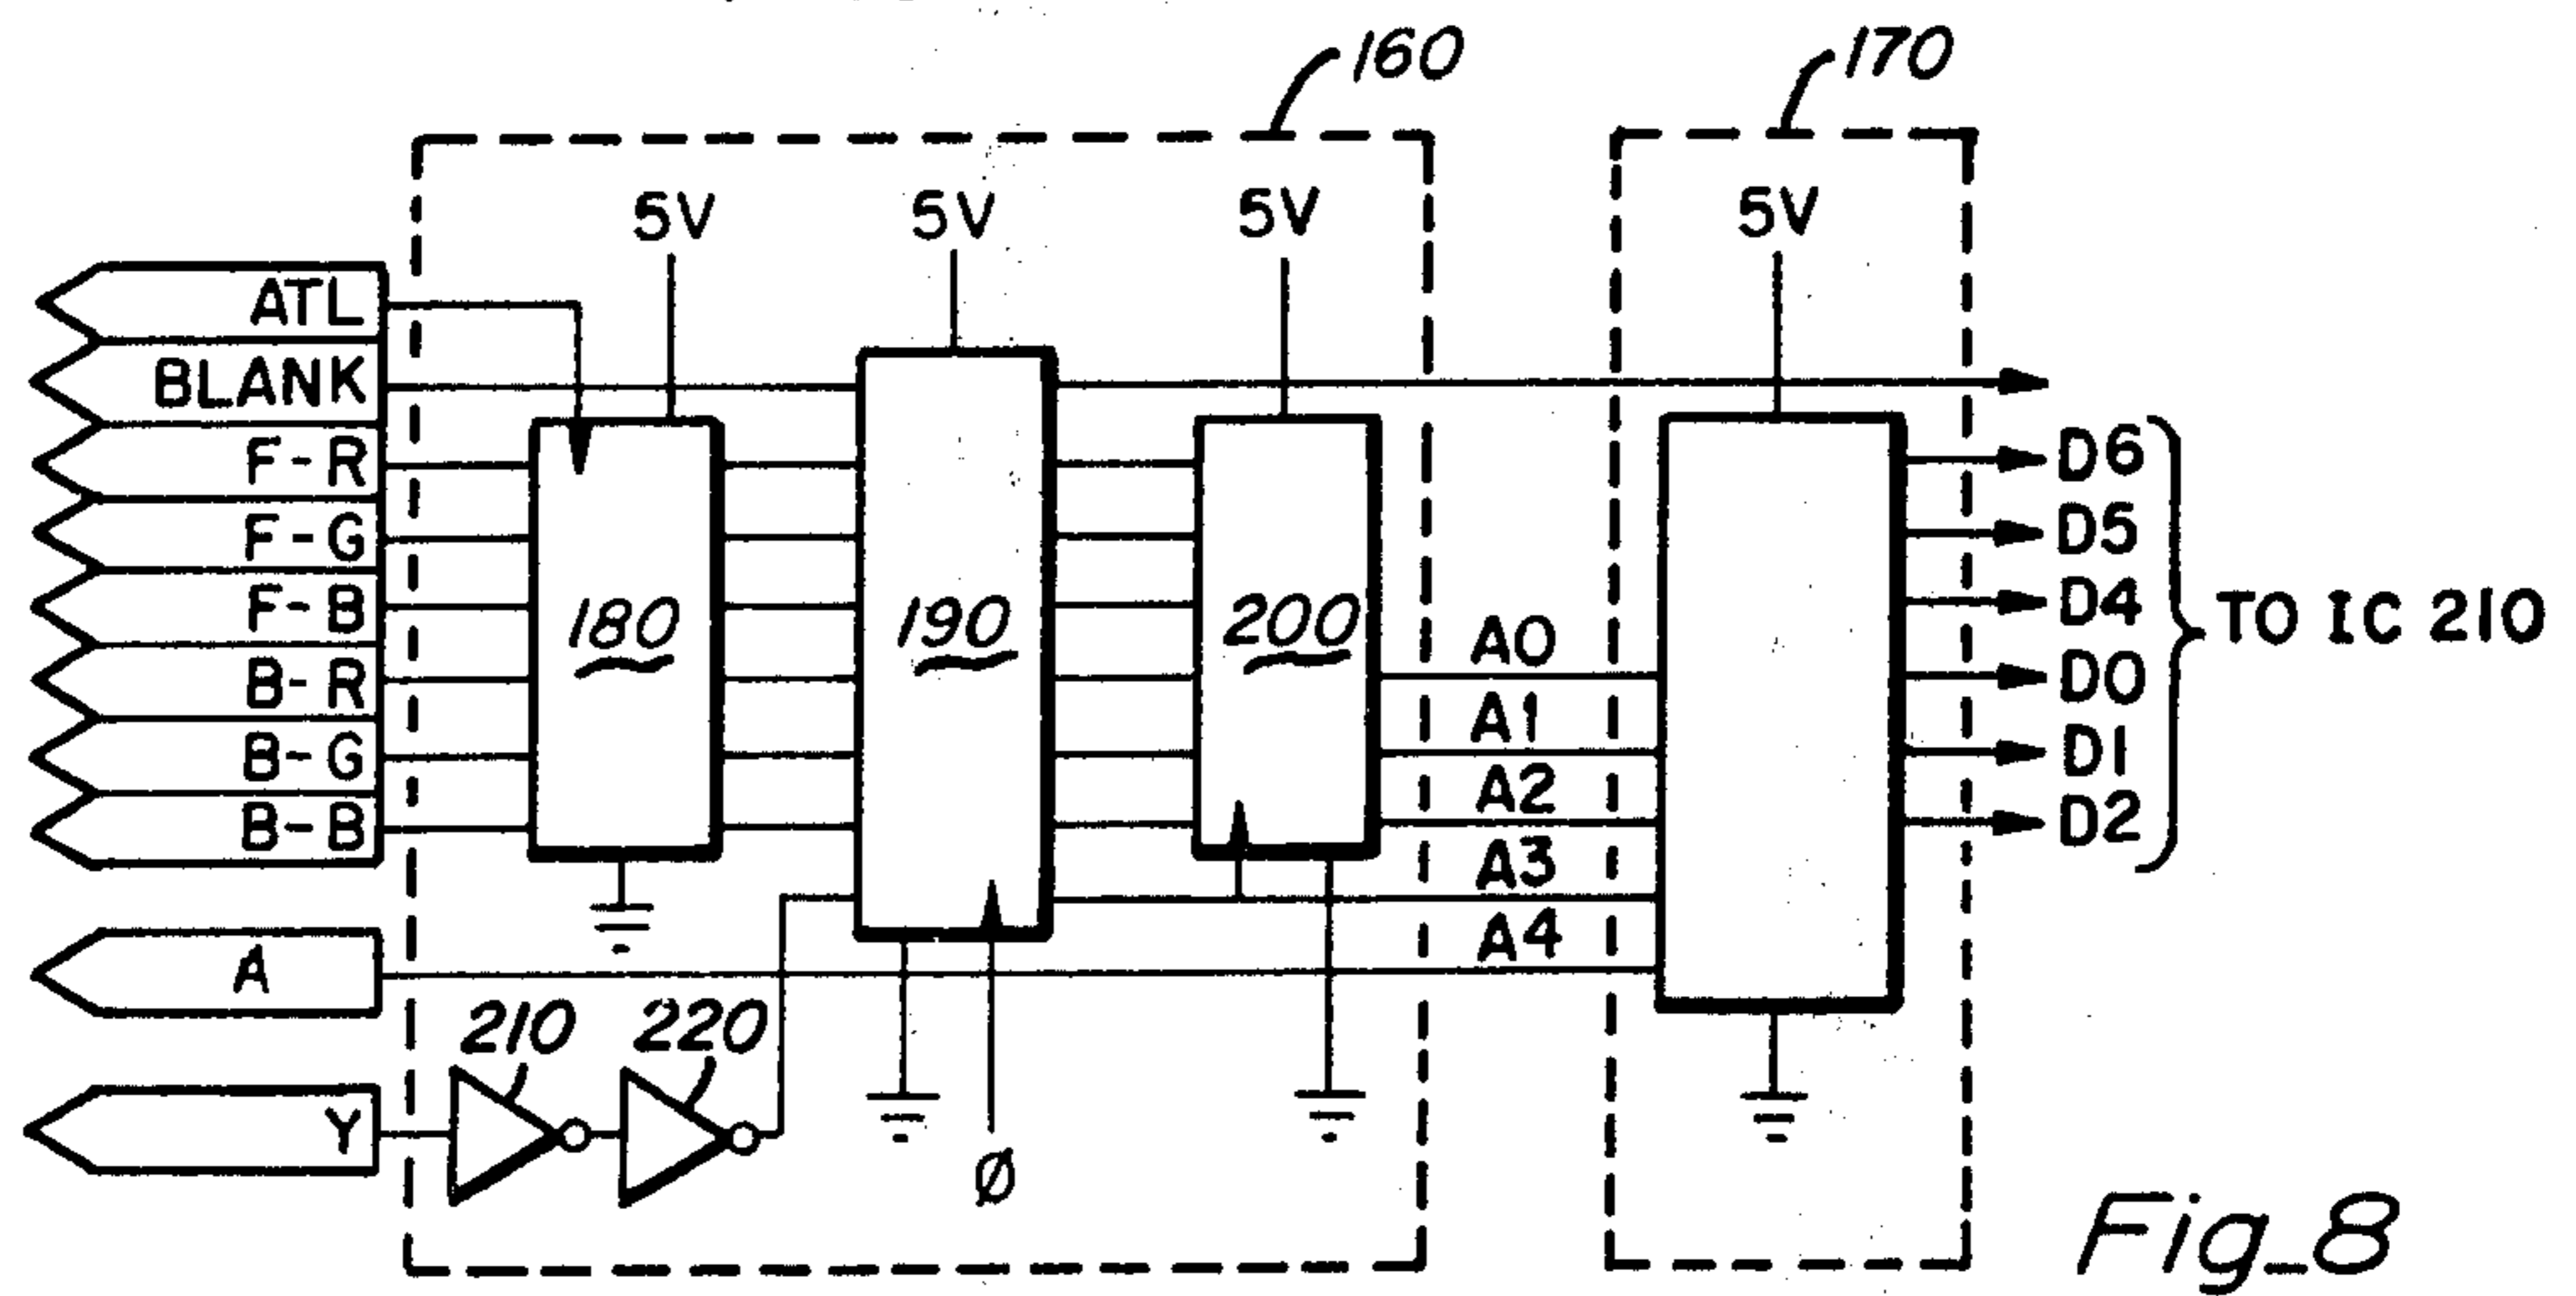 160
170
5V 5V 5V 5V
ATL
BLANK
F-R
F-G
F-B
B-R
B-G
B-B
A
Y
180
190
200
210
220
Ø
A0
A1
A2
A3
A4
D6
D5
D4
D0
D1
D2
TO IC 210
Fig_8